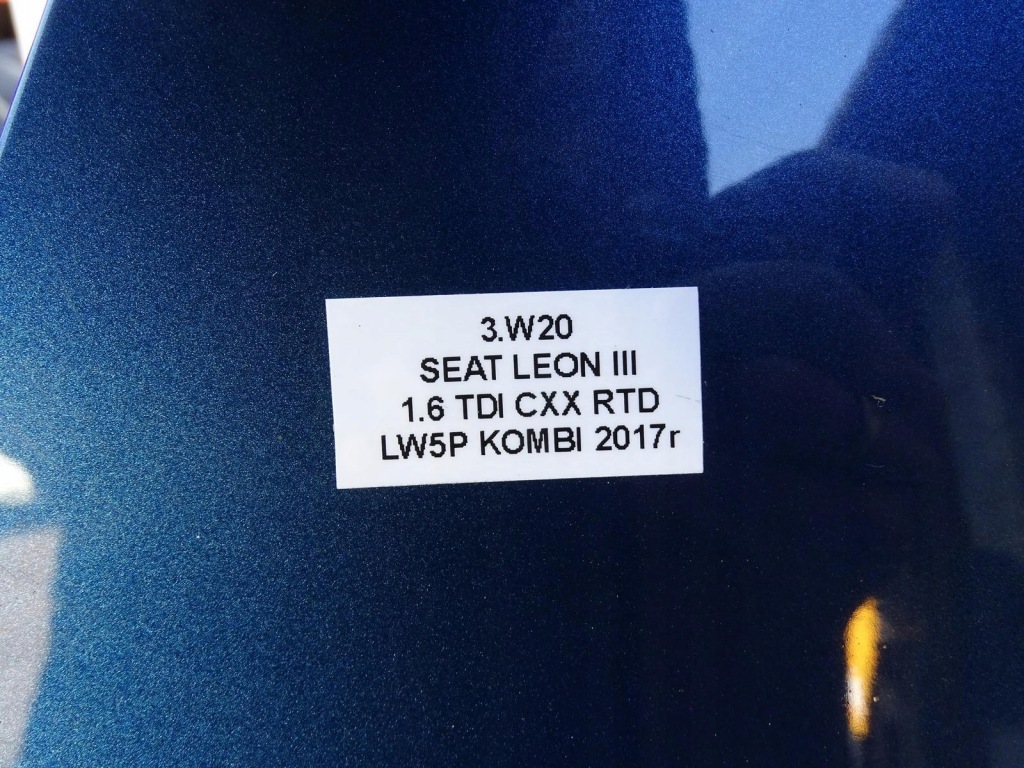 3.W20
SEAT LEON III
1.6 TDI CXX RTD
LW5P KOMBI 2017r